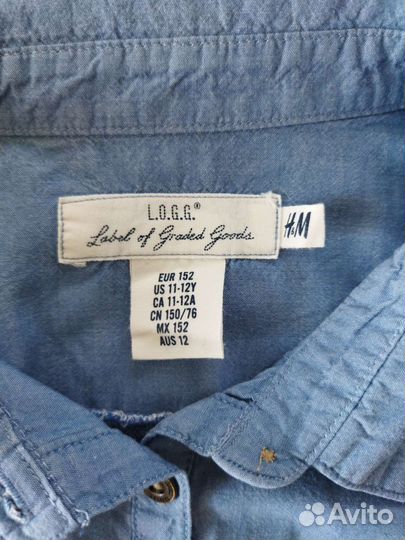 L.O.G.G.®
Label of Graded Goods
H&M
EUR 152
US 11-12Y
CA 11-12A
CN 150/76
MX 152
AUS 12
Avito